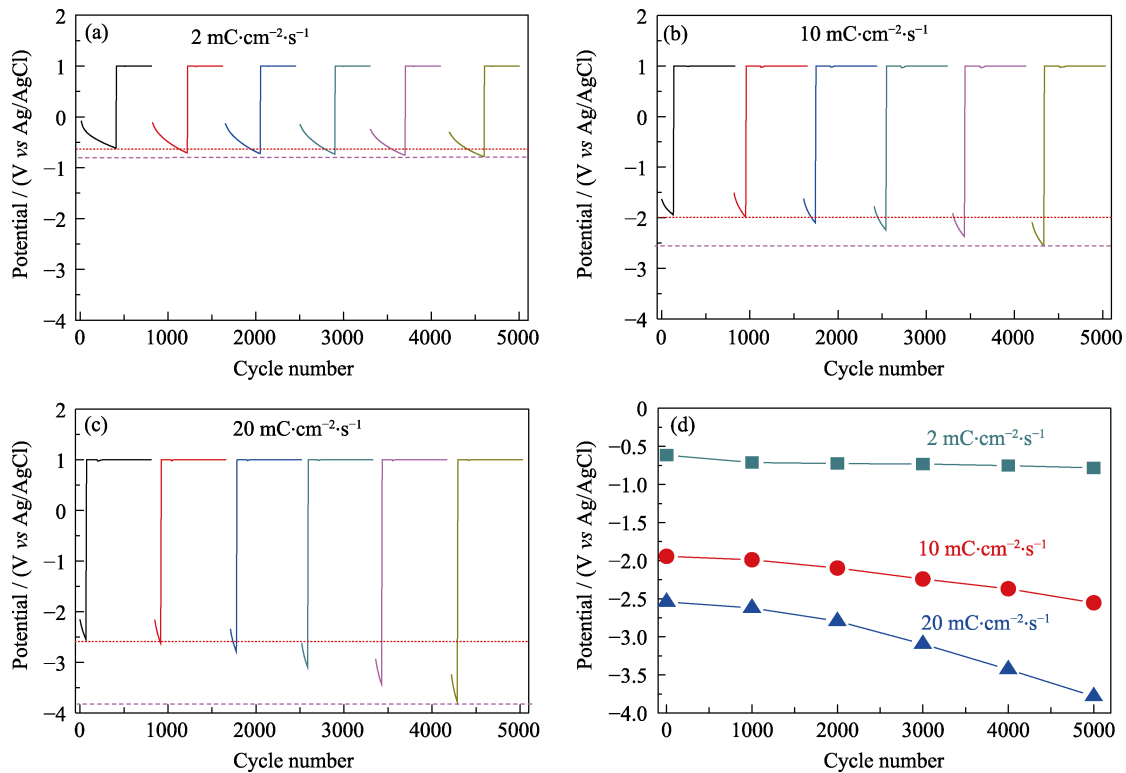 (a)
2 mC·cm−2·s−1
Potential / (V vs Ag/AgCl)
2
1
0
−1
−2
−3
−4
0 1000 2000 3000 4000 5000
Cycle number
(b)
10 mC·cm−2·s−1
Potential / (V vs Ag/AgCl)
2
1
0
−1
−2
−3
−4
0 1000 2000 3000 4000 5000
Cycle number
(c)
20 mC·cm−2·s−1
Potential / (V vs Ag/AgCl)
2
1
0
−1
−2
−3
−4
0 1000 2000 3000 4000 5000
Cycle number
(d)
2 mC·cm−2·s−1
10 mC·cm−2·s−1
20 mC·cm−2·s−1
Potential / (V vs Ag/AgCl)
0
−0.5
−1.0
−1.5
−2.0
−2.5
−3.0
−3.5
−4.0
0 1000 2000 3000 4000 5000
Cycle number